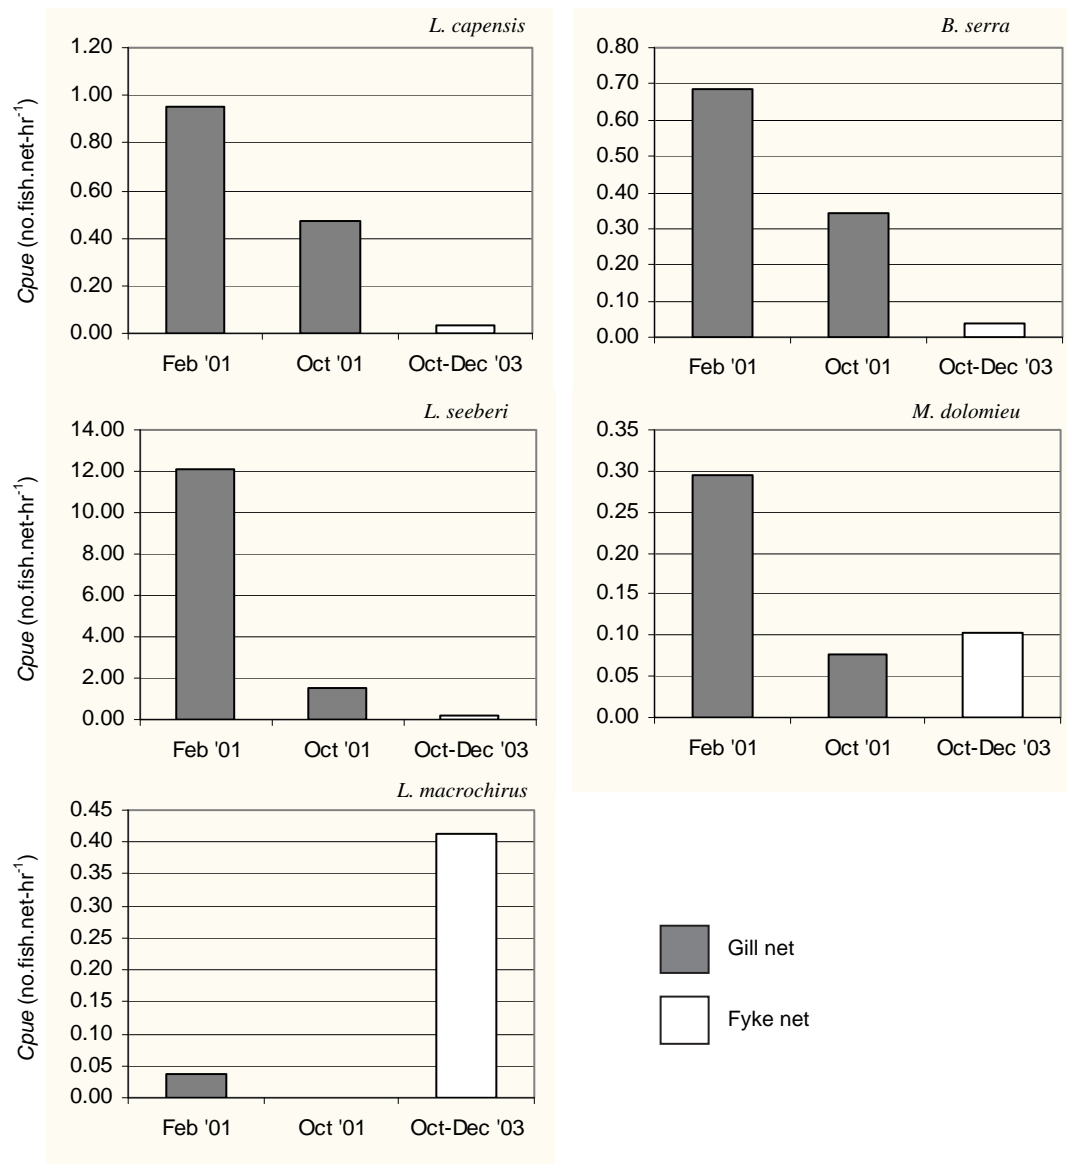 L. capensis
1.20
1.00
0.80
0.60
0.40
0.20
0.00
Cpue (no.fish.net-hr-1)
Feb '01 Oct '01 Oct-Dec '03
B. serra
0.80
0.70
0.60
0.50
0.40
0.30
0.20
0.10
0.00
Feb '01 Oct '01 Oct-Dec '03
L. seeberi
14.00
12.00
10.00
8.00
6.00
4.00
2.00
0.00
Cpue (no.fish.net-hr-1)
Feb '01 Oct '01 Oct-Dec '03
M. dolomieu
0.35
0.30
0.25
0.20
0.15
0.10
0.05
0.00
Feb '01 Oct '01 Oct-Dec '03
L. macrochirus
0.45
0.40
0.35
0.30
0.25
0.20
0.15
0.10
0.05
0.00
Cpue (no.fish.net-hr-1)
Feb '01 Oct '01 Oct-Dec '03
Gill net
Fyke net